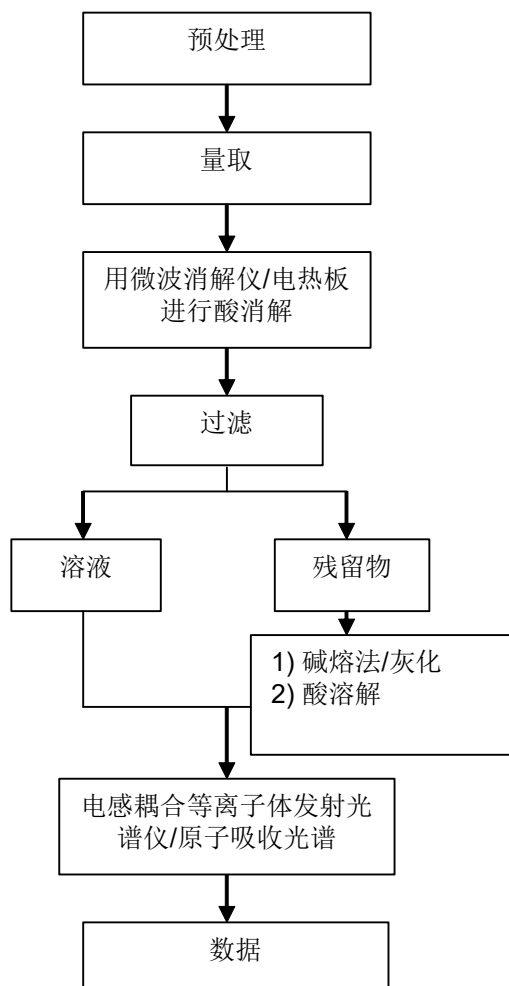 预处理
量取
用微波消解仪/电热板
进行酸消解
过滤
溶液
残留物
1) 碱熔法/灰化
2) 酸溶解
电感耦合等离子体发射光
谱仪/原子吸收光谱
数据